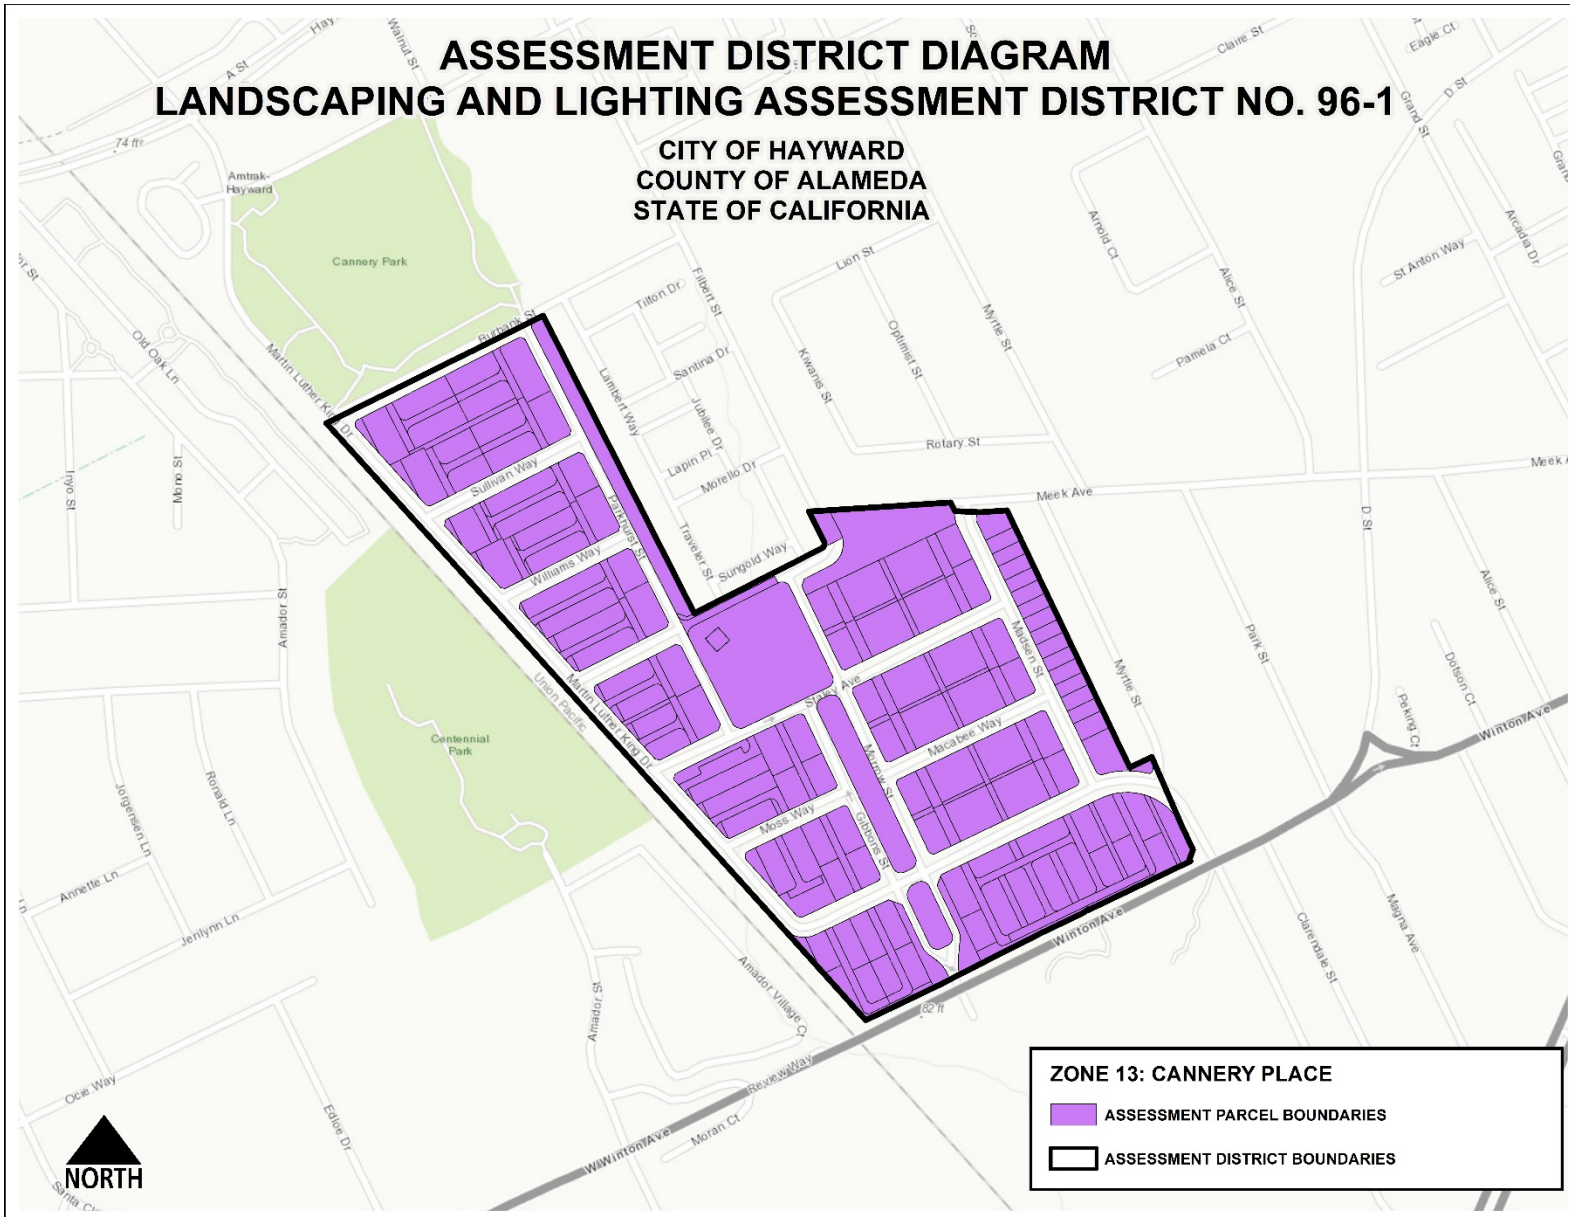 ASSESSMENT DISTRICT DIAGRAM
LANDSCAPING AND LIGHTING ASSESSMENT DISTRICT NO. 96-1
CITY OF HAYWARD
COUNTY OF ALAMEDA
STATE OF CALIFORNIA
A St
Walnut St
Claire St
Eagle Ct
D St
Grand St
74 ft
Amtrak-
Hayward
Cannery Park
Burbank St
Filbert St
Tilton Dr
Lion St
Myrtle St
Arnold Ct
Alice St
St Anton Way
Arcadia Dr
Old Oak Ln
Martin Luther King Dr
Lambert Way
Santina Dr
Kiwanis St
Optimist St
Pamela Ct
Jubilee Dr
Lapin Pl
Morello Dr
Rotary St
Meek Ave
Meek
Inyo St
Mono St
Sullivan Way
Parkhurst St
Williams Way
Traveler St
Sungold Way
D St
Alice St
Amador St
Madsen St
Myrtle St
Park St
Dotson Ct
Peking Ct
Winton Ave
Union Pacific
Martin Luther King Dr
Staley Ave
Macabee Way
Morrow St
Centennial
Park
Jorgensen Ln
Ronald Ln
Moss Way
Gibbons St
Annette Ln
Jerilynn Ln
Winton Ave
Magna Ave
Clarendale St
Amador St
Amador Village Ct
82 ft
Ocie Way
Edloe Dr
Review Way
Moran Ct
W Winton Ave
NORTH
ZONE 13: CANNERY PLACE
ASSESSMENT PARCEL BOUNDARIES
ASSESSMENT DISTRICT BOUNDARIES